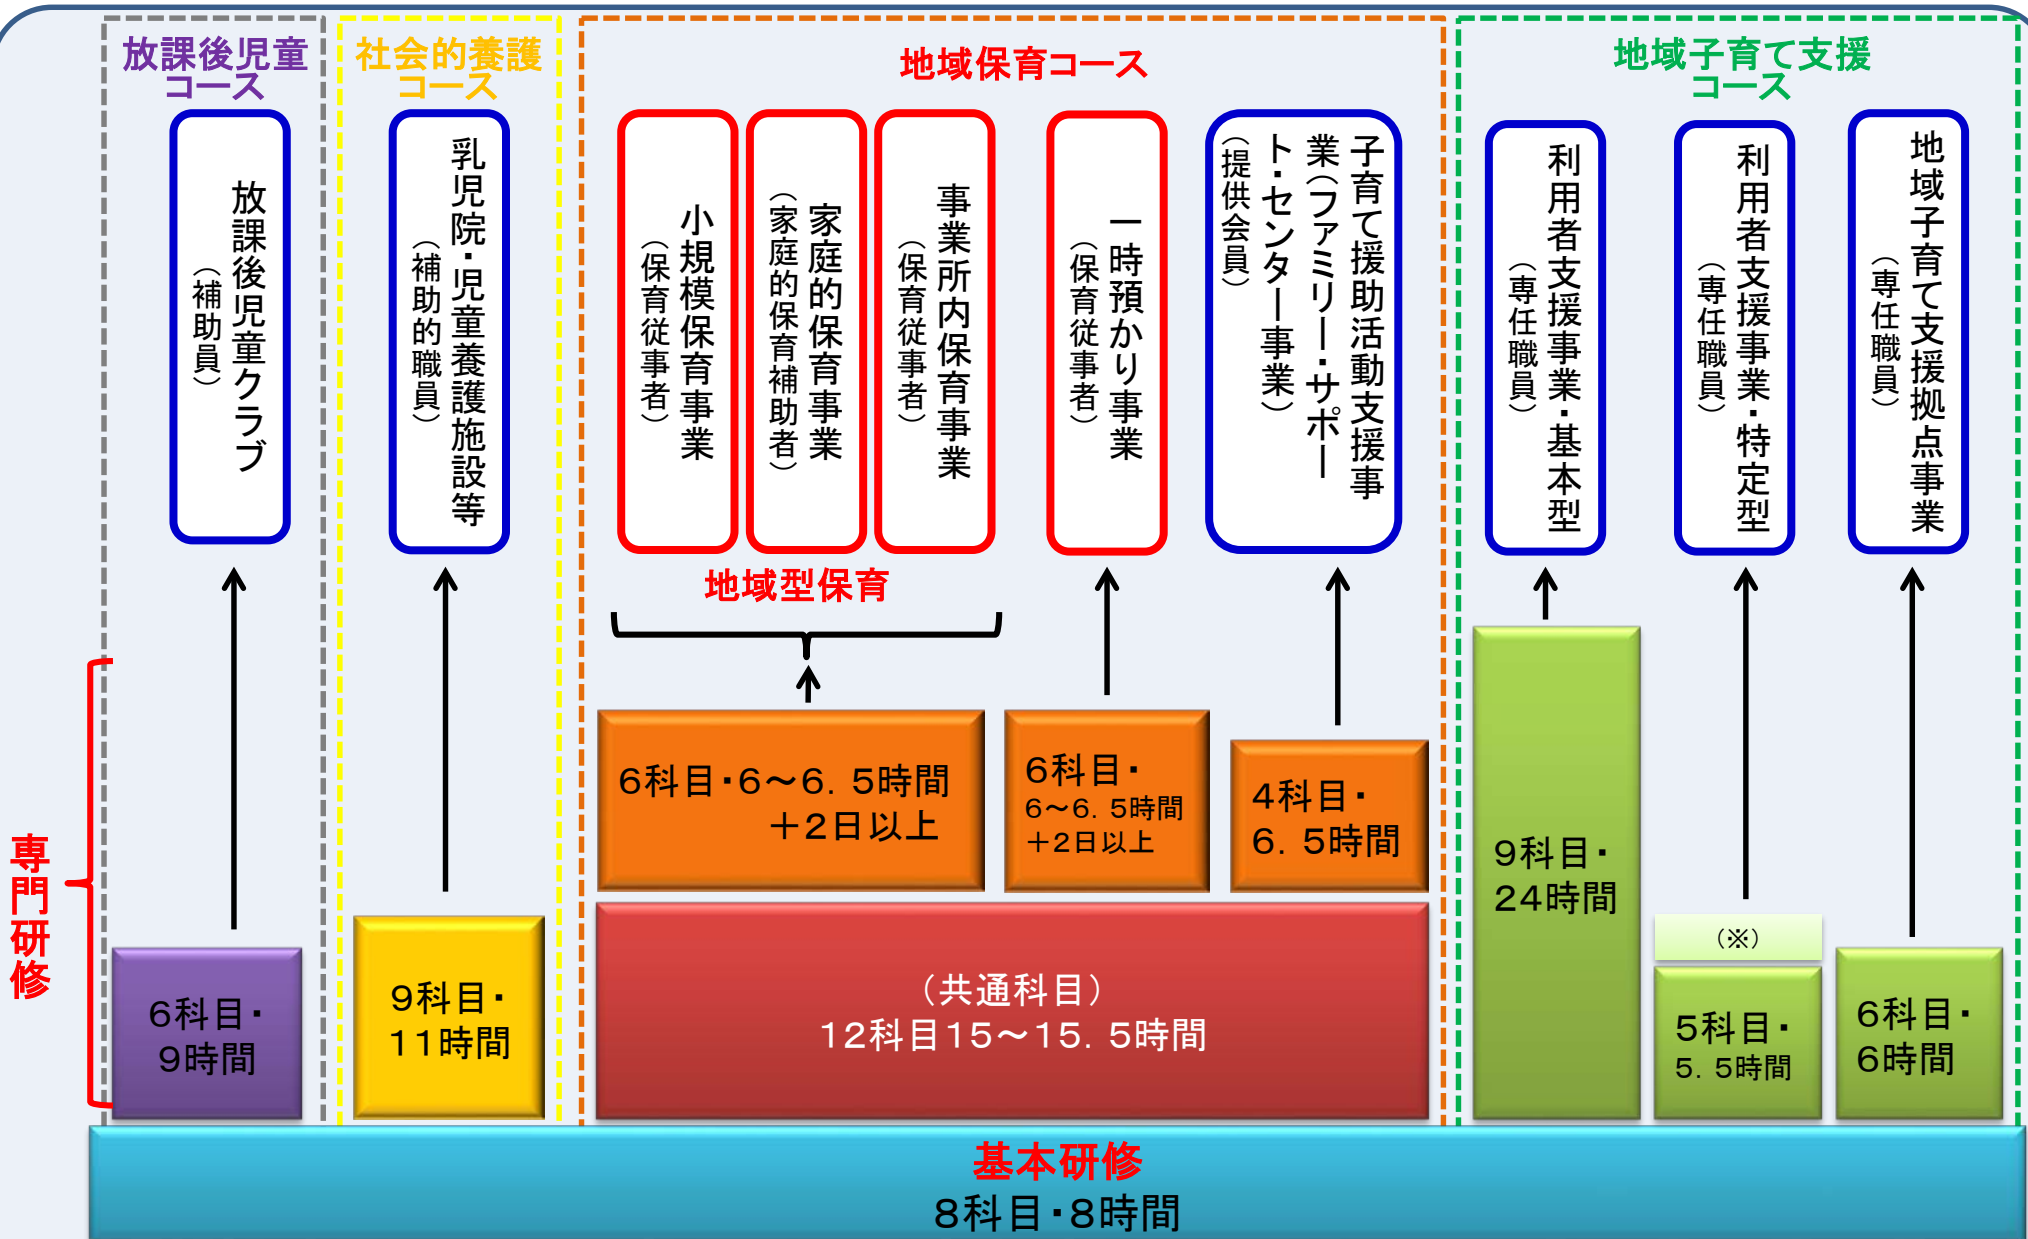 放課後児童
コース
放課後児童クラブ
（補助員）
社会的養護
コース
乳児院・児童養護施設等
（補助的職員）
地域保育コース
小規模保育事業
（保育従事者）
家庭的保育事業
（家庭的保育補助者）
事業所内保育事業
（保育従事者）
一時預かり事業
（保育従事者）
子育て援助活動支援事
業（ファミリー・サポー
ト・センター事業）
（提供会員）
地域子育て支援
コース
利用者支援事業・基本型
（専任職員）
利用者支援事業・特定型
（専任職員）
地域子育て支援拠点事業
（専任職員）
地域型保育
専門研修
6科目・
9時間
9科目・
11時間
6科目・6～6．5時間
＋2日以上
6科目・
6～6．5時間
＋2日以上
4科目・
6．5時間
（共通科目）
12科目15～15．5時間
9科目・
24時間
（※）
5科目・
5．5時間
6科目・
6時間
基本研修
8科目・8時間